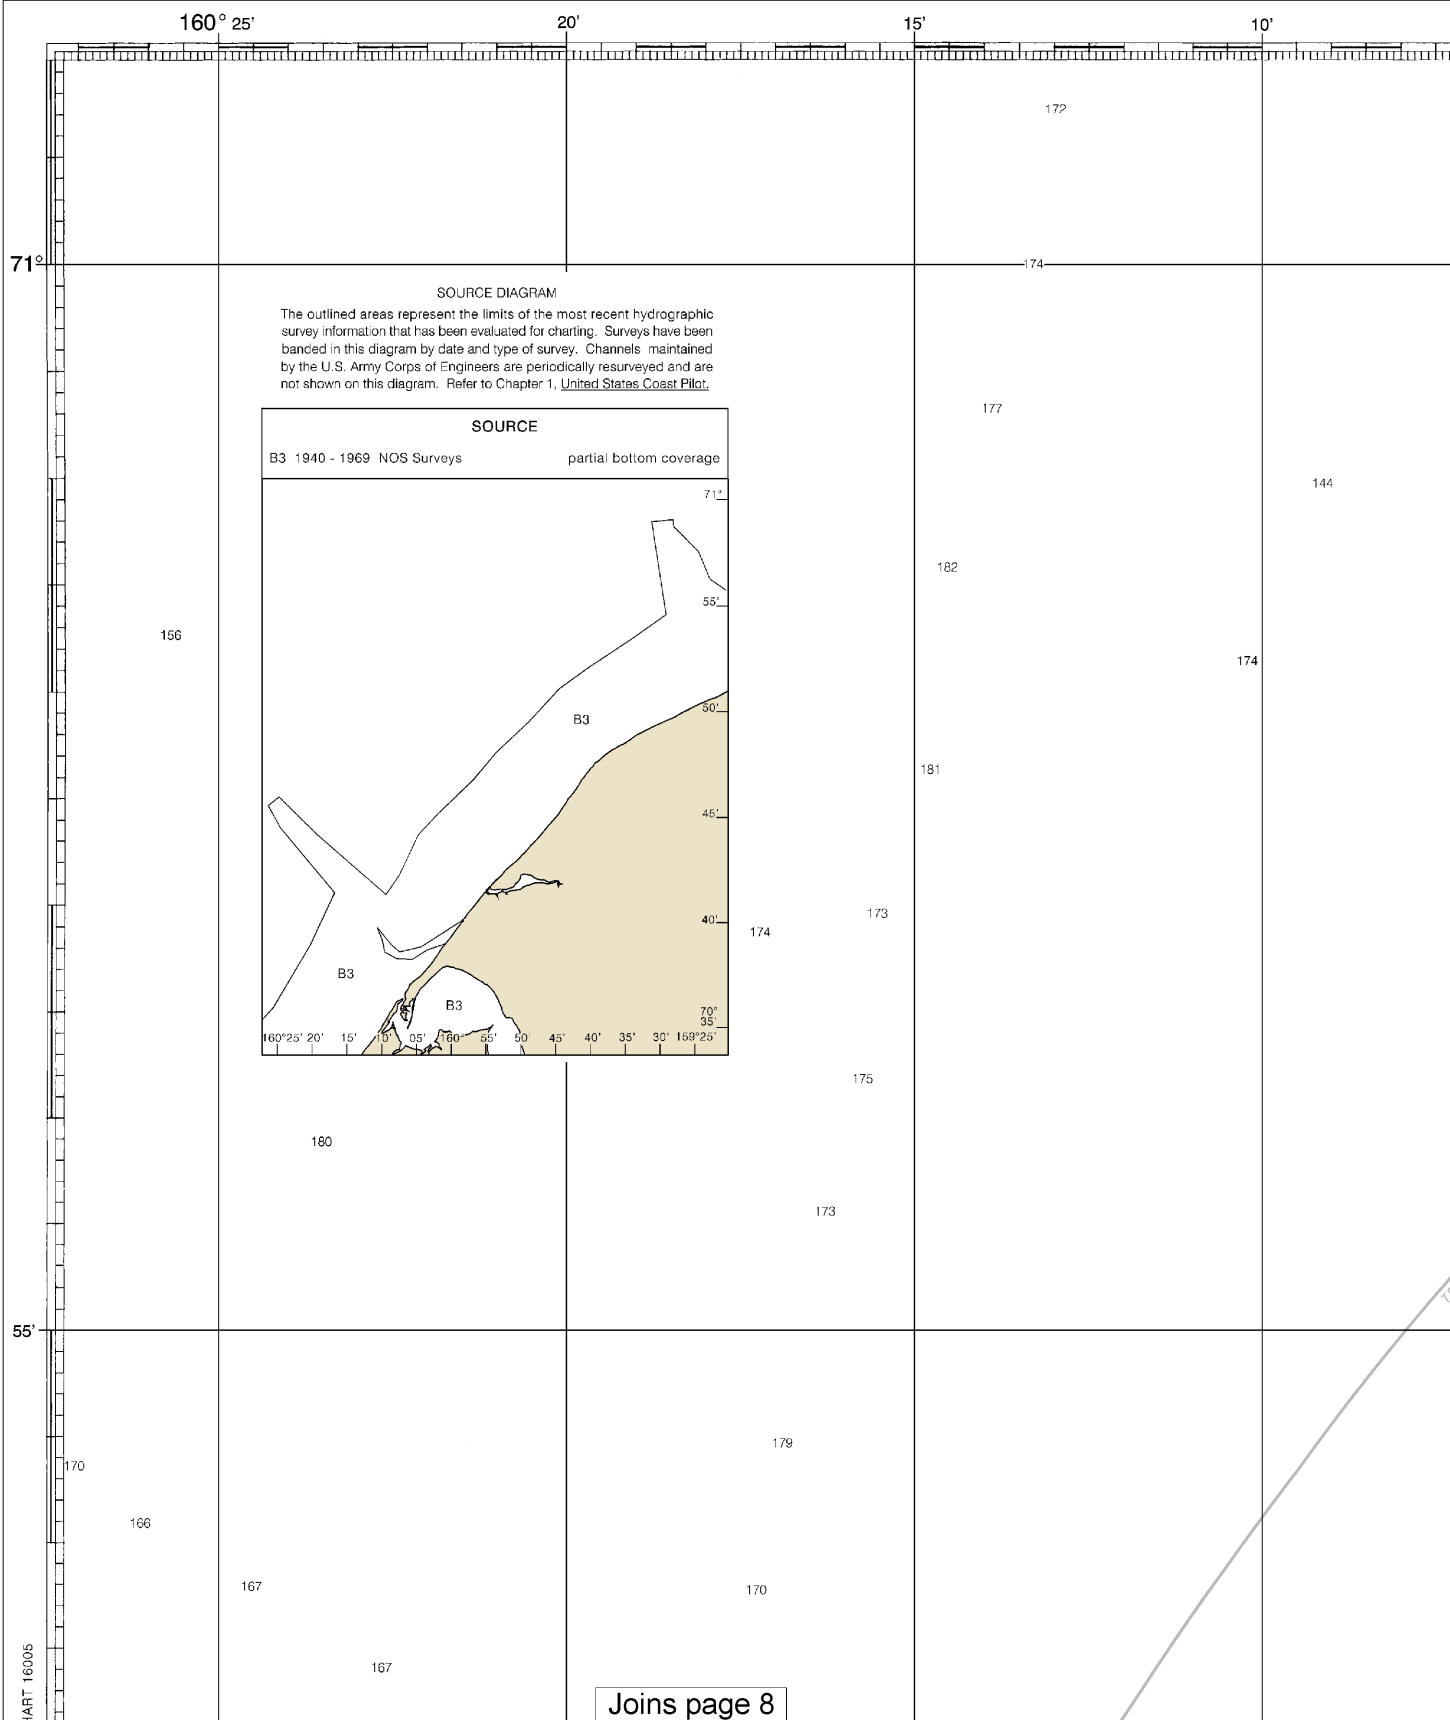 160° 25' 20' 15' 10'
172
71°
174
SOURCE DIAGRAM
The outlined areas represent the limits of the most recent hydrographic
survey information that has been evaluated for charting. Surveys have been
banded in this diagram by date and type of survey. Channels maintained
by the U.S. Army Corps of Engineers are periodically resurveyed and are
not shown on this diagram. Refer to Chapter 1, United States Coast Pilot.
177
SOURCE
B3 1940 - 1969 NOS Surveys partial bottom coverage
144
71°
182
55'
156
174
50'
B3
181
45'
173
40'
174
B3
B3
70°
35'
160°25' 20' 15' 10' 05' 160° 55' 50' 45' 40' 35' 30' 159°25'
175
180
173
55'
179
170
166
167
170
167
HART 16005
Joins page 8